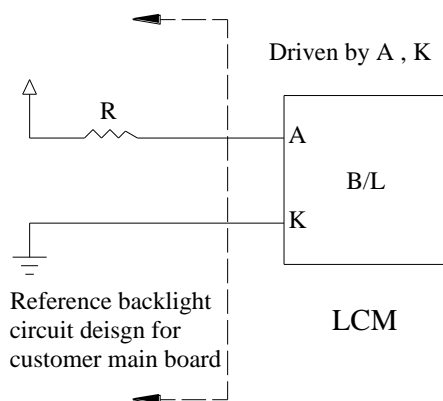 Driven by A , K
R
A
B/L
K
Reference backlight
circuit deisgn for
customer main board
LCM